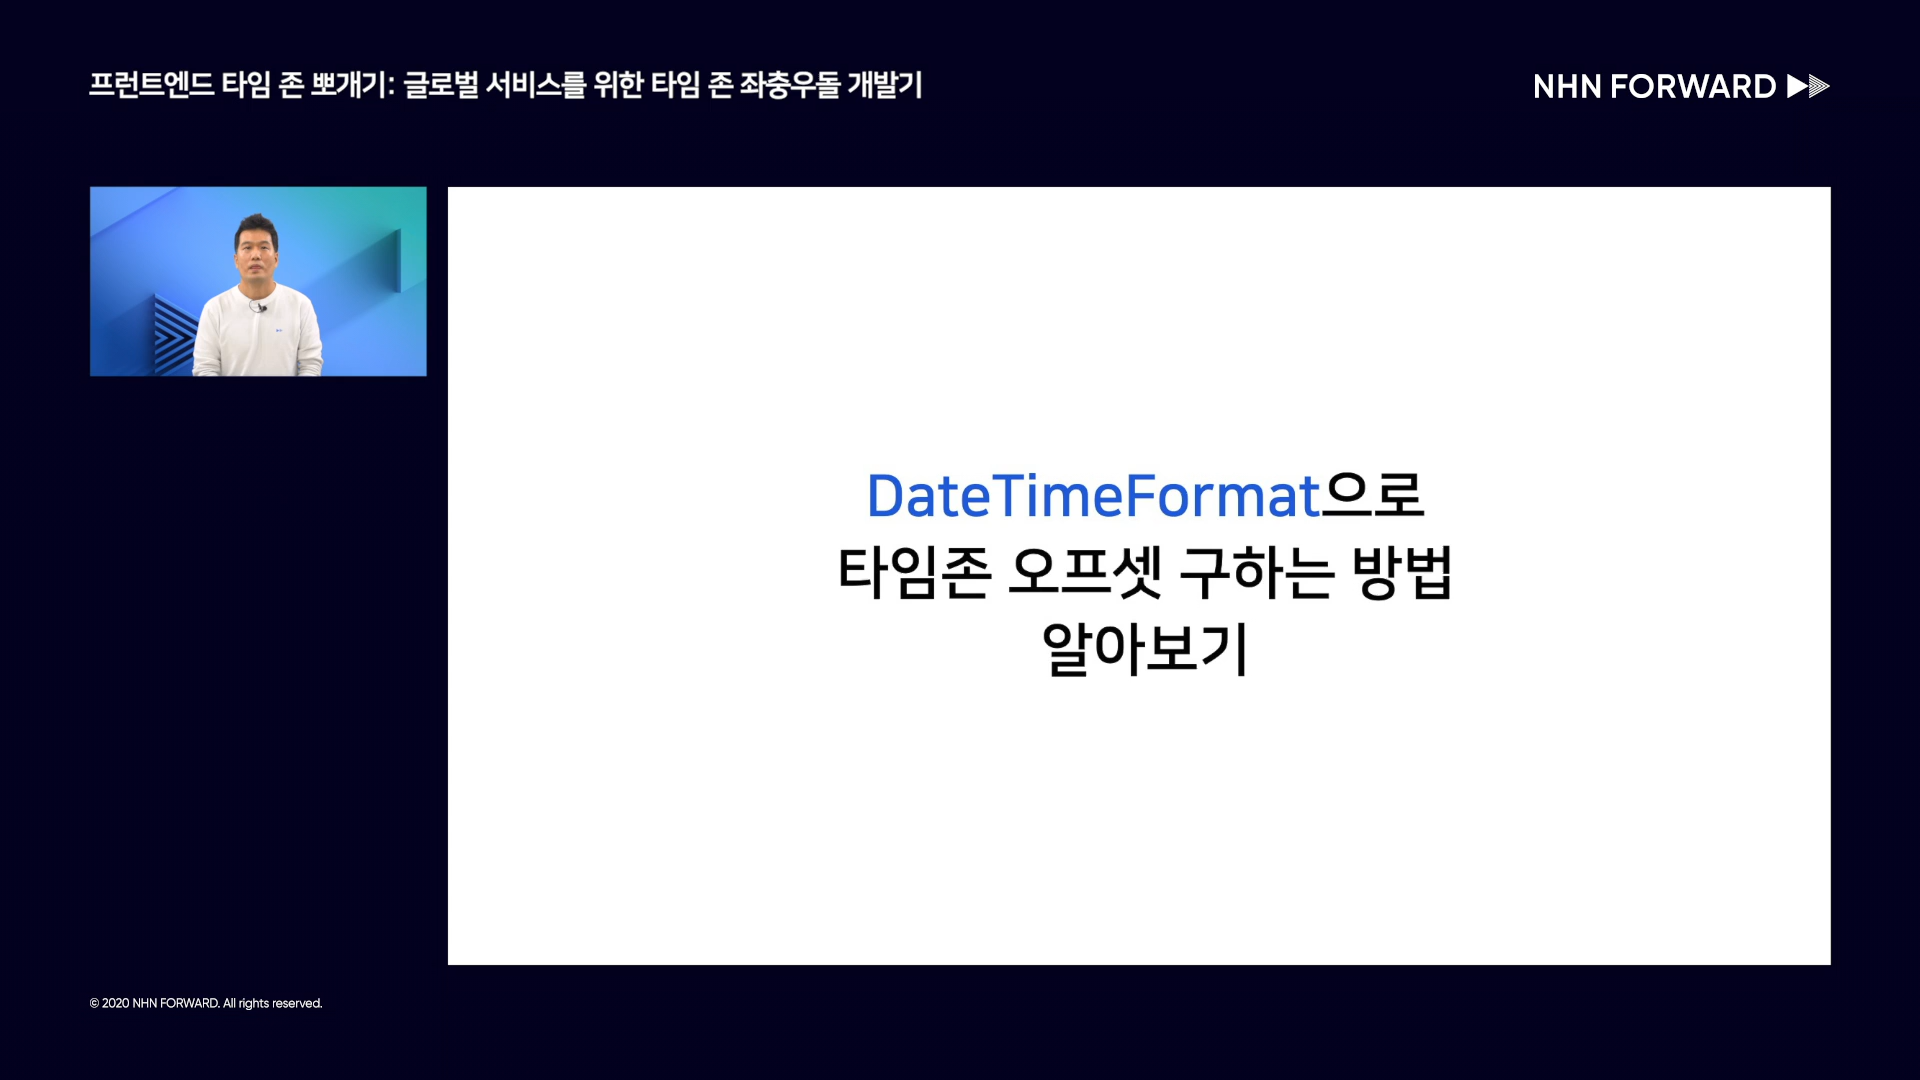 프런트엔드 타임 존 뽀개기: 글로벌 서비스를 위한 타임 존 좌충우돌 개발기
NHN FORWARD
DateTimeFormat으로
타임존 오프셋 구하는 방법
알아보기
© 2020 NHN FORWARD. All rights reserved.